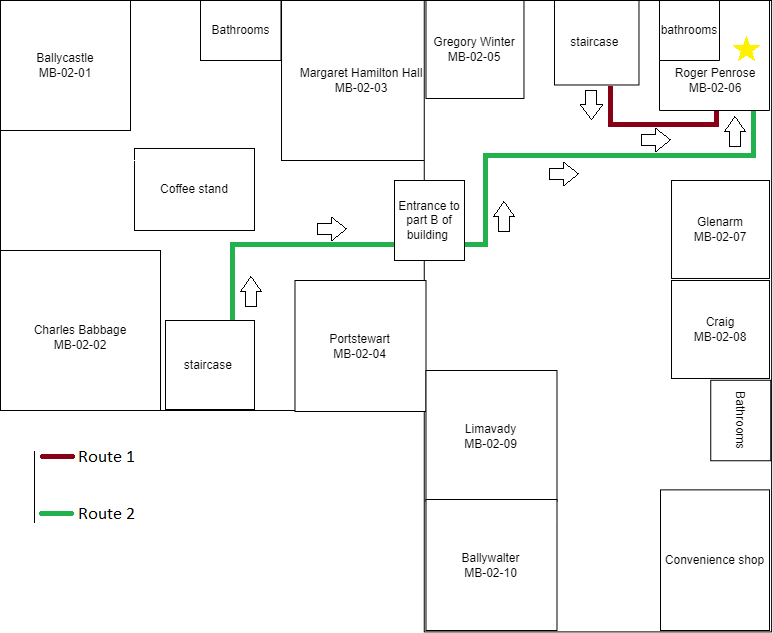 Ballycastle
MB-02-01
Bathrooms
Margaret Hamilton Hall
MB-02-03
Gregory Winter
MB-02-05
staircase
bathrooms
Roger Penrose
MB-02-06
Coffee stand
Entrance to
part B of
building
Glenarm
MB-02-07
Charles Babbage
MB-02-02
staircase
Portstewart
MB-02-04
Craig
MB-02-08
Bathrooms
Limavady
MB-02-09
Route 1
Route 2
Ballywalter
MB-02-10
Convenience shop